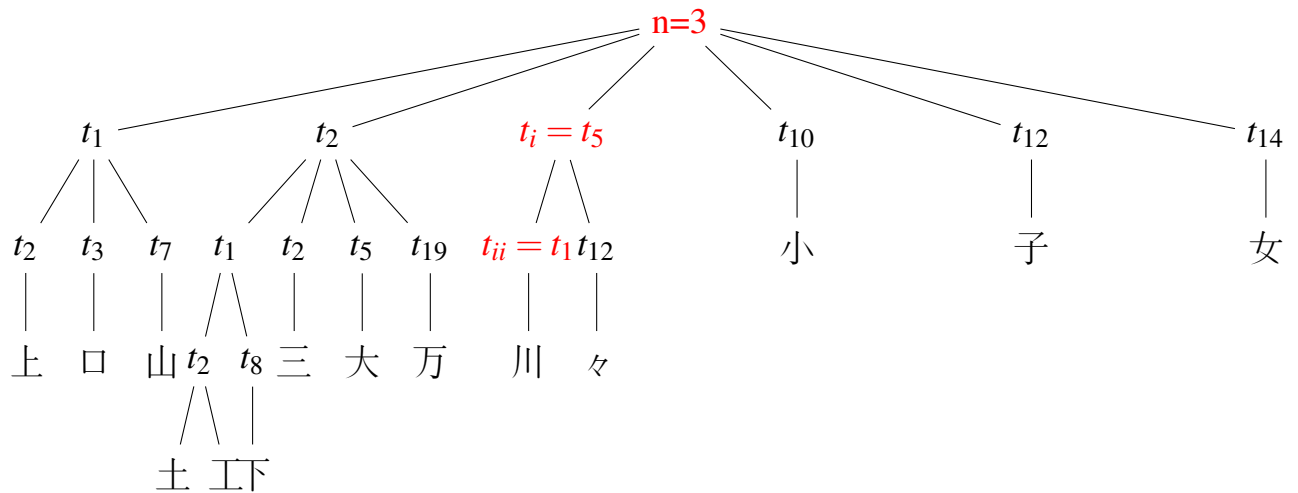 n=3
t₁ t₂ tᵢ = t₅ t₁₀ t₁₂ t₁₄
t₂ t₃ t₇ t₁ t₂ t₅ t₁₉ tᵢᵢ = t₁ t₁₂ 小 子 女
上 口 山 t₂ t₈ 三 大 万 川 々
土 工 下